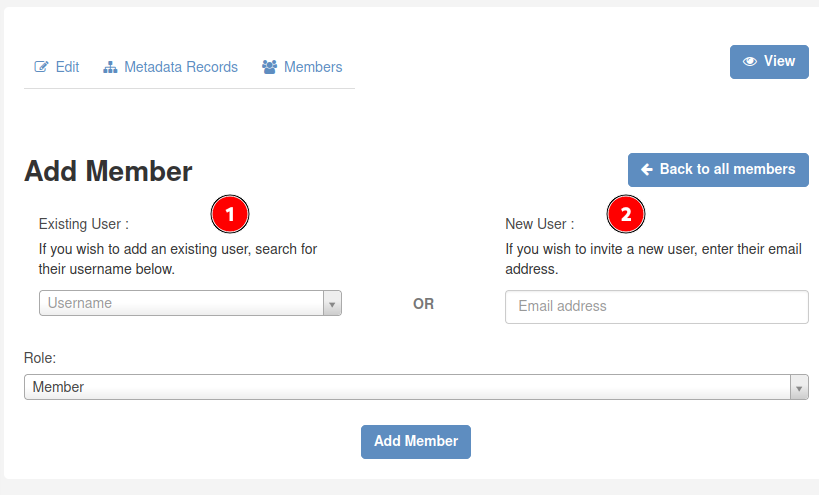 Edit Metadata Records Members
View
Add Member
Back to all members
1
2
Existing User :
If you wish to add an existing user, search for
their username below.
Username
OR
New User :
If you wish to invite a new user, enter their email
address.
Email address
Role:
Member
Add Member